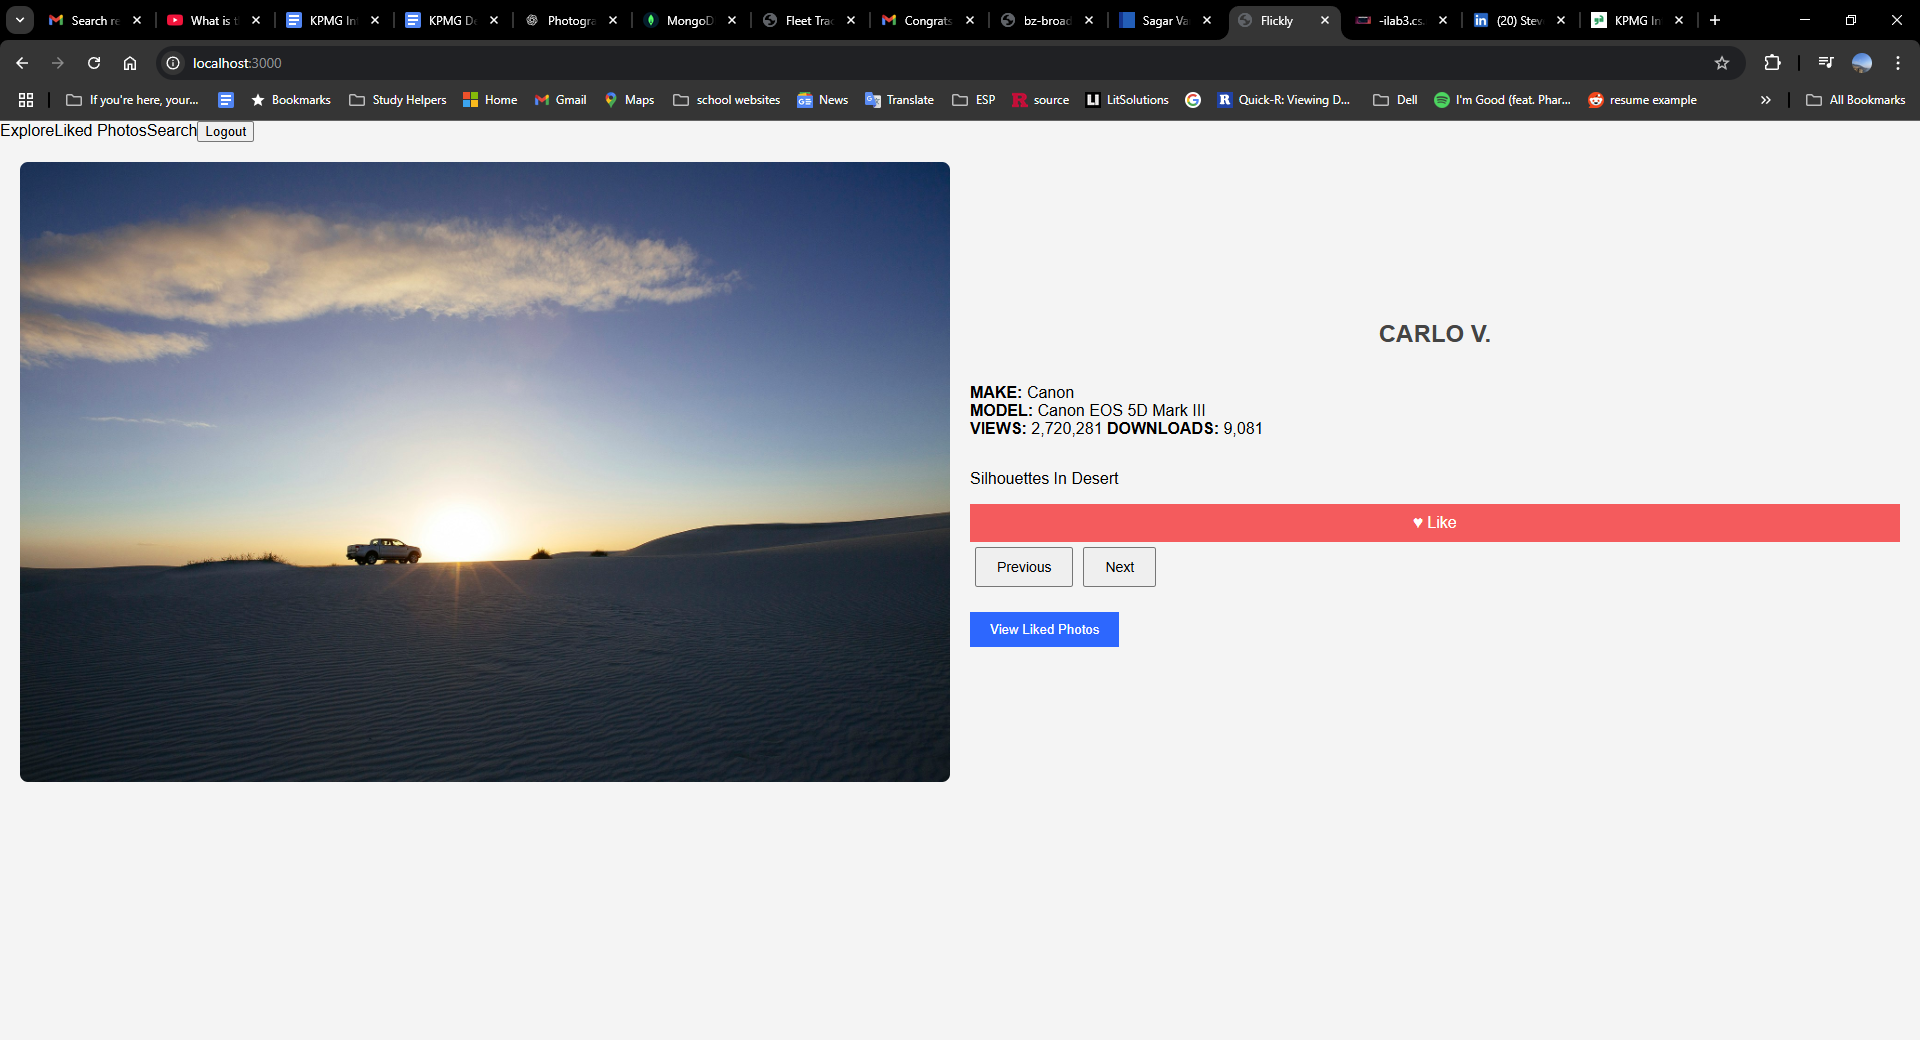 Search re
What is t
KPMG In
KPMG De
Photogra
MongoD
Fleet Trac
Congrats
bz-broad
Sagar Va
Flickly
-ilab3.cs.
(20) Stev
KPMG In
localhost:3000
If you're here, your...
Bookmarks
Study Helpers
Home
Gmail
Maps
school websites
News
Translate
ESP
source
LitSolutions
Quick-R: Viewing D...
Dell
I'm Good (feat. Phar...
resume example
All Bookmarks
ExploreLiked PhotosSearch Logout
CARLO V.
MAKE: Canon
MODEL: Canon EOS 5D Mark III
VIEWS: 2,720,281 DOWNLOADS: 9,081
Silhouettes In Desert
♥ Like
Previous Next
View Liked Photos